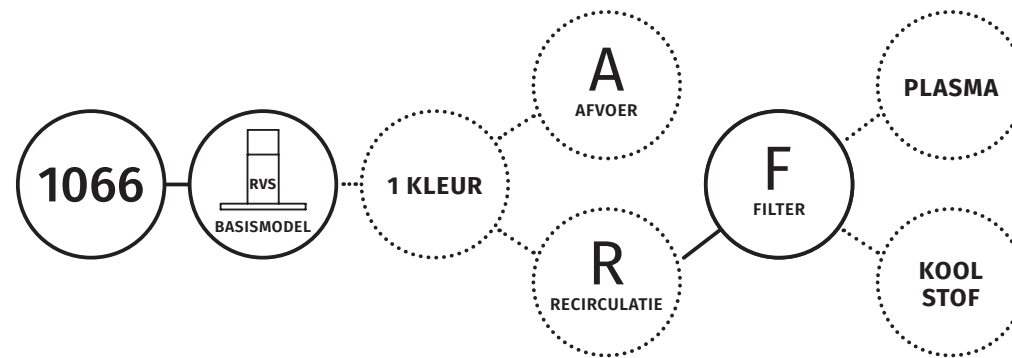 1066
RVS
BASISMODEL
1 KLEUR
A
AFVOER
R
RECIRCULATIE
F
FILTER
PLASMA
KOOL
STOF